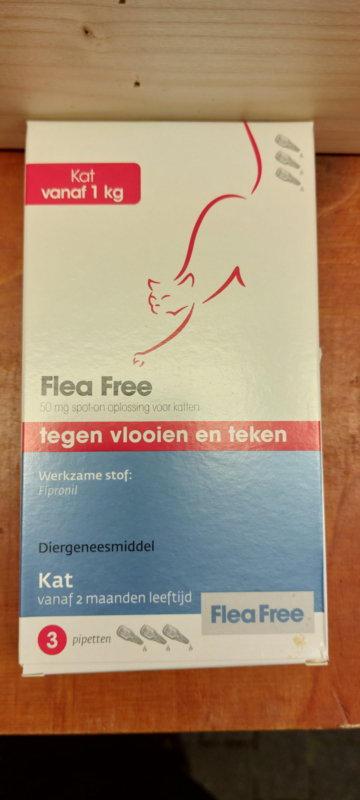 Kat
vanaf 1 kg
Flea Free
50 mg spot-on oplossing voor katten
tegen vlooien en teken
Werkzame stof:
Fipronil
Diergeneesmiddel
Kat
vanaf 2 maanden leeftijd
Flea Free
3 pipetten